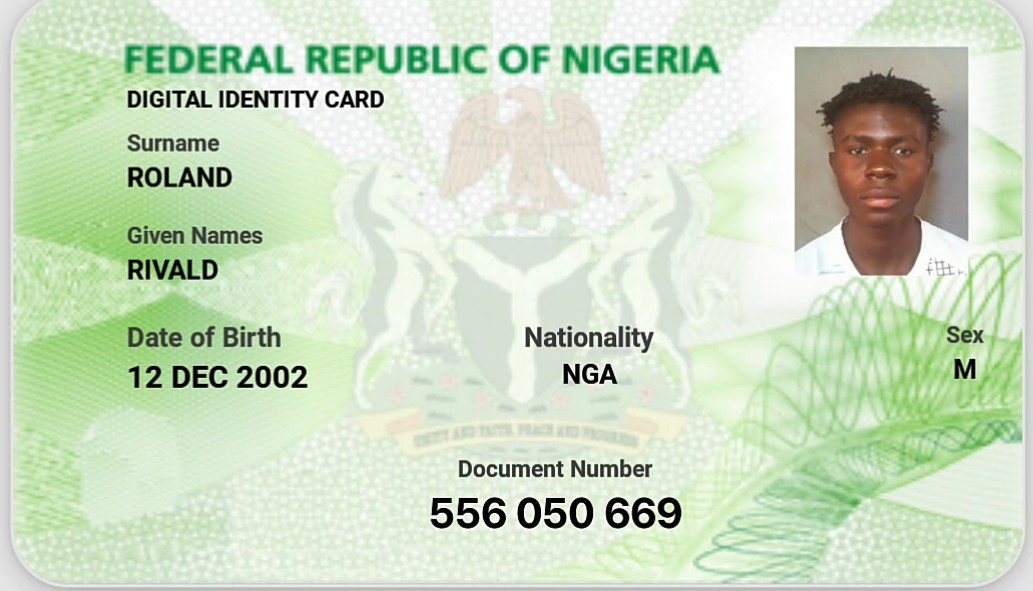 FEDERAL REPUBLIC OF NIGERIA
DIGITAL IDENTITY CARD
Surname
ROLAND
Given Names
RIVALD
Date of Birth
12 DEC 2002
Nationality
NGA
Sex
M
UNITY AND FAITH, PEACE AND PROGRESS
Document Number
556 050 669